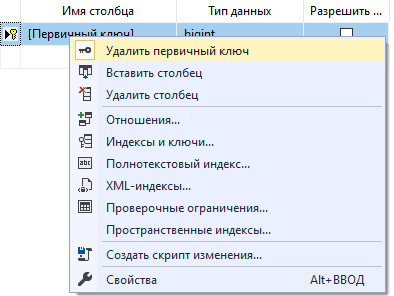 Имя столбца Тип данных Разрешить ...
[Первичный ключ] bigint
Удалить первичный ключ
Вставить столбец
Удалить столбец
Отношения...
Индексы и ключи...
Полнотекстовый индекс...
XML-индексы...
Проверочные ограничения...
Пространственные индексы...
Создать скрипт изменения...
Свойства Alt+ВВОД